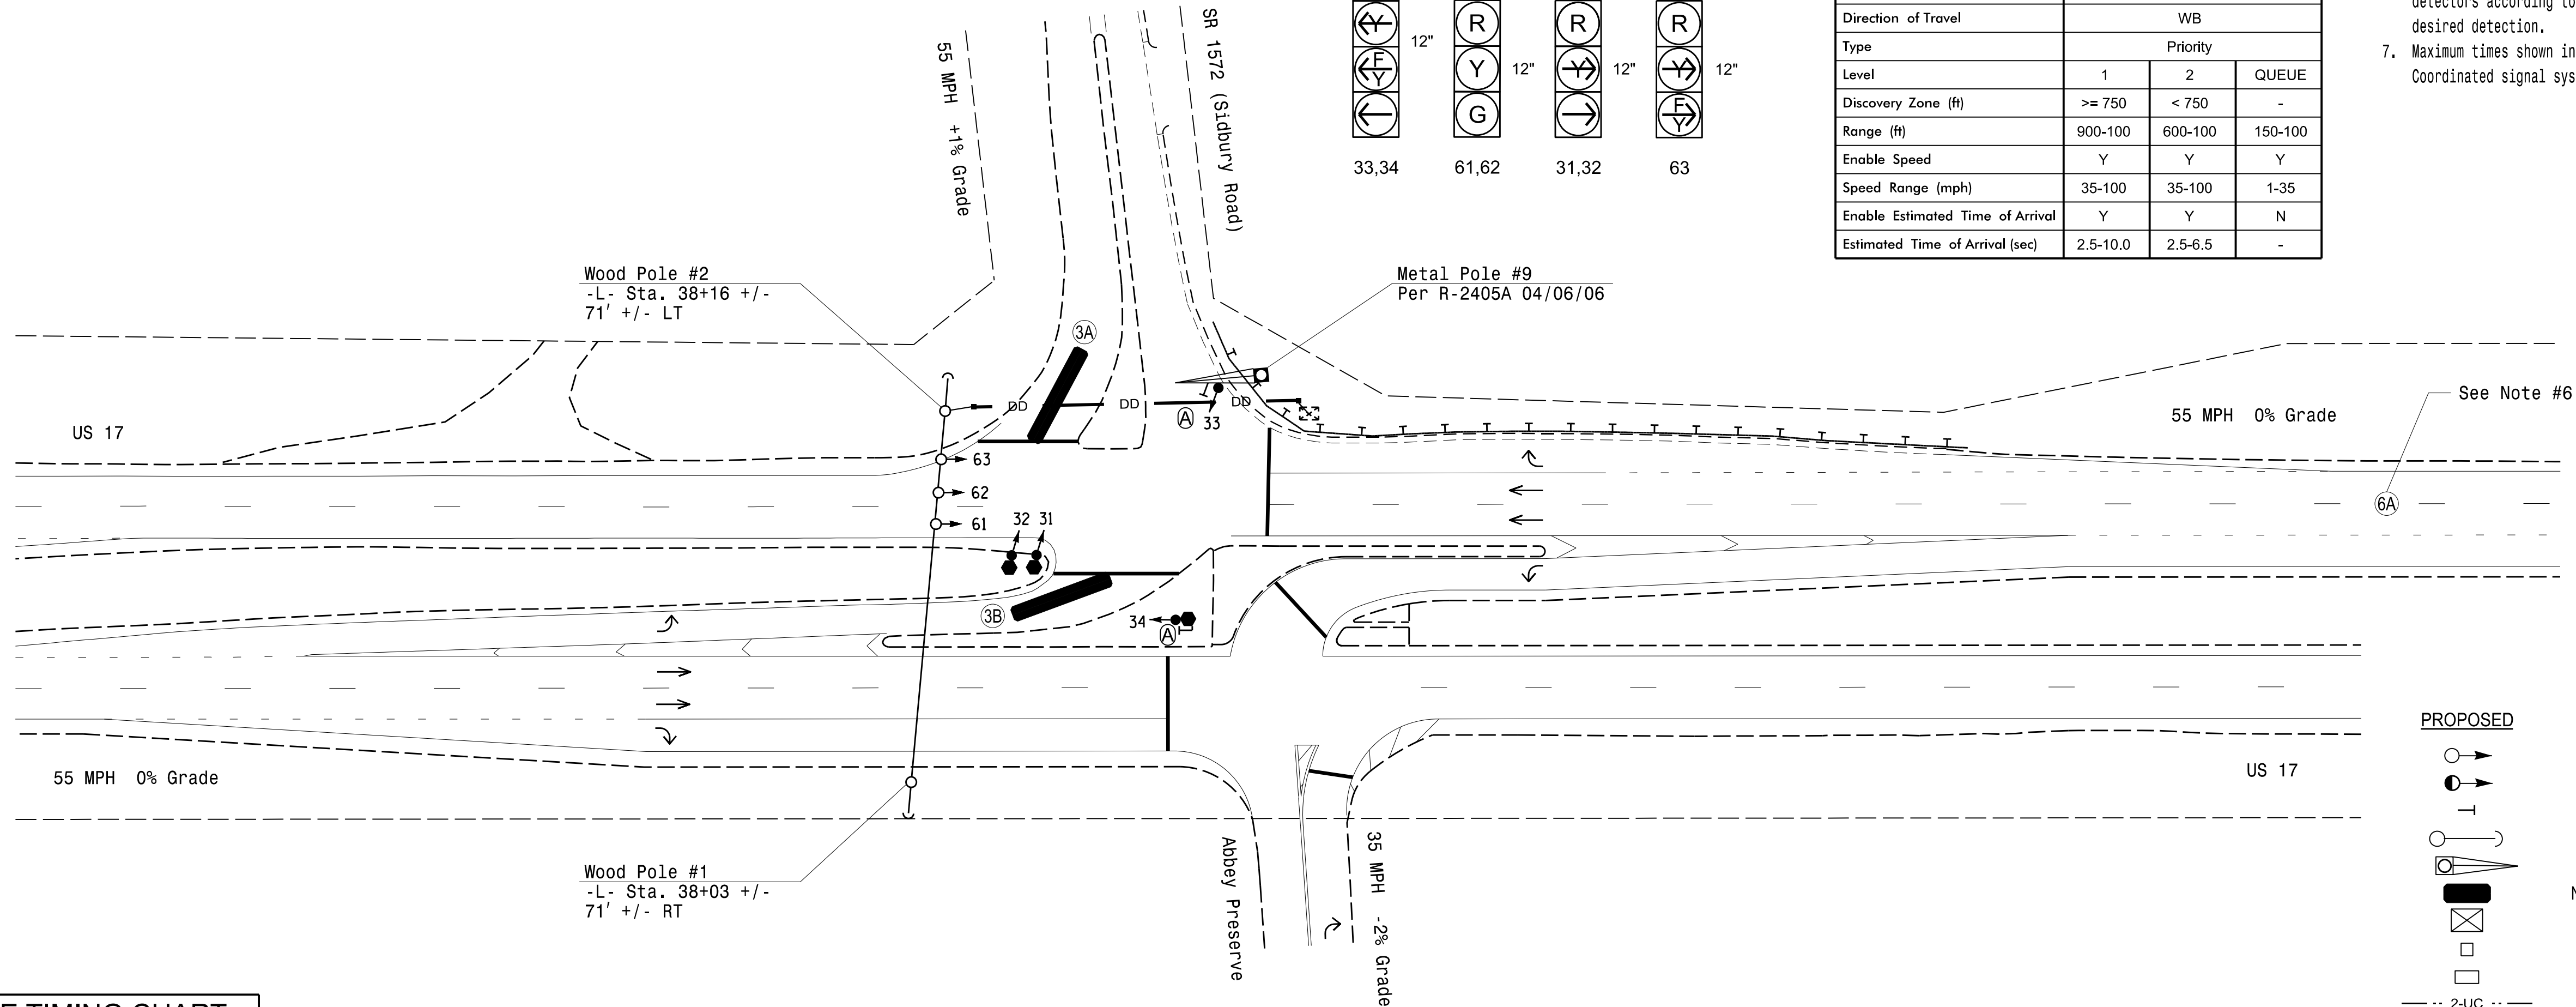 SR 1572 (Sidbury Road)
55 MPH +1% Grade
Y
F
Y
12"
33,34
R
Y
G
12"
61,62
R
Y
12"
31,32
R
Y
F
Y
12"
63
Direction of Travel WB
Type Priority
Level 1 2 QUEUE
Discovery Zone (ft) >= 750 < 750 -
Range (ft) 900-100 600-100 150-100
Enable Speed Y Y Y
Speed Range (mph) 35-100 35-100 1-35
Enable Estimated Time of Arrival Y Y N
Estimated Time of Arrival (sec) 2.5-10.0 2.5-6.5 -
detectors according to
desired detection.
7. Maximum times shown in
Coordinated signal sys
Wood Pole #2
-L- Sta. 38+16 +/-
71' +/- LT
Metal Pole #9
Per R-2405A 04/06/06
3A
DD
DD
DD
A
33
See Note #6
55 MPH 0% Grade
US 17
63
62
61
32 31
6A
3B
34
A
PROPOSED
55 MPH 0% Grade
US 17
Wood Pole #1
-L- Sta. 38+03 +/-
71' +/- RT
Abbey Preserve
35 MPH -2% Grade
2-UC
TIMING CHART